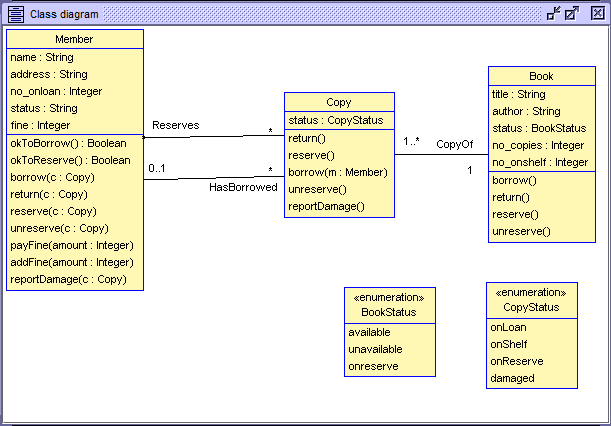 Class diagram
Member
name : String
address : String
no_onloan : Integer
status : String
fine : Integer
okToBorrow() : Boolean
okToReserve() : Boolean
borrow(c : Copy)
return(c : Copy)
reserve(c : Copy)
unreserve(c : Copy)
payFine(amount : Integer)
addFine(amount : Integer)
reportDamage(c : Copy)
Reserves
*
0..1
*
HasBorrowed
Copy
status : CopyStatus
return()
reserve()
borrow(m : Member)
unreserve()
reportDamage()
1..*
CopyOf
1
Book
title : String
author : String
status : BookStatus
no_copies : Integer
no_onshelf : Integer
borrow()
return()
reserve()
unreserve()
«enumeration»
BookStatus
available
unavailable
onreserve
«enumeration»
CopyStatus
onLoan
onShelf
onReserve
damaged